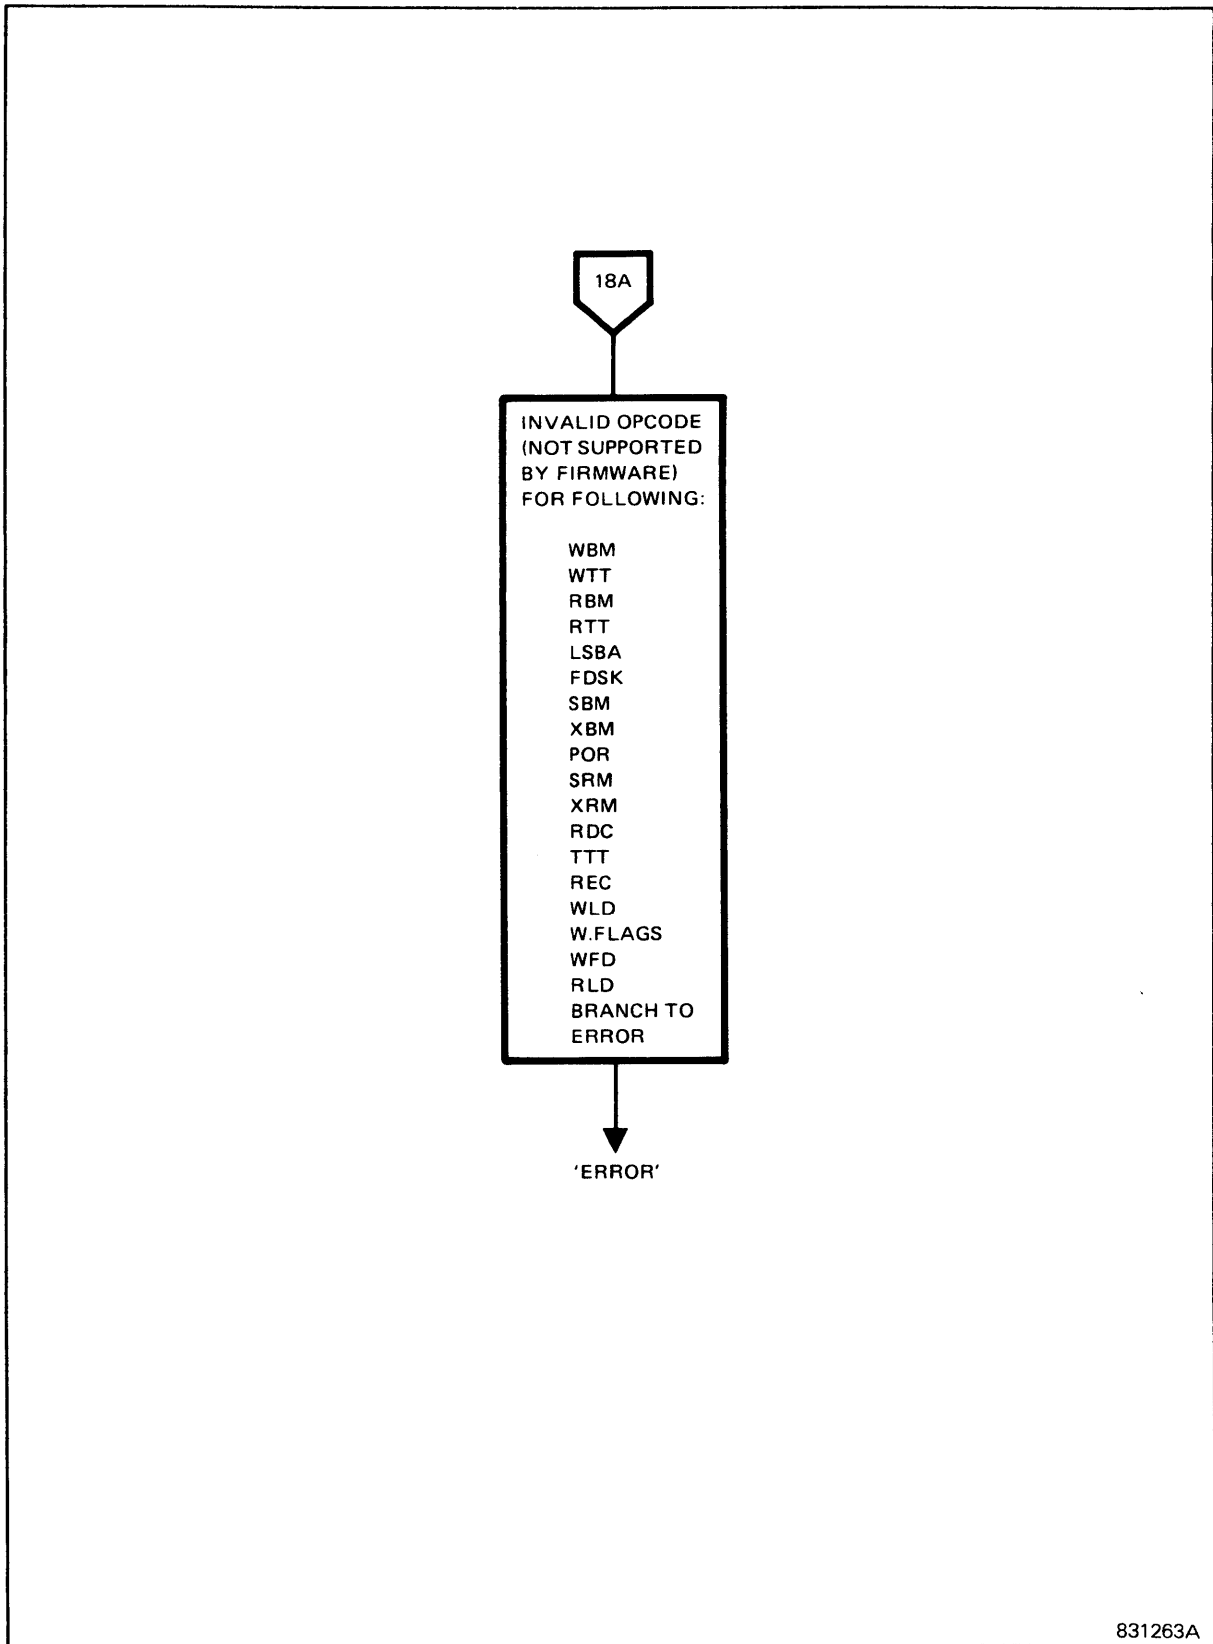 18A
INVALID OPCODE
(NOT SUPPORTED
BY FIRMWARE)
FOR FOLLOWING:
WBM
WTT
RBM
RTT
LSBA
FDSK
SBM
XBM
POR
SRM
XRM
RDC
TTT
REC
WLD
W.FLAGS
WFD
RLD
BRANCH TO
ERROR
'ERROR'
831263A